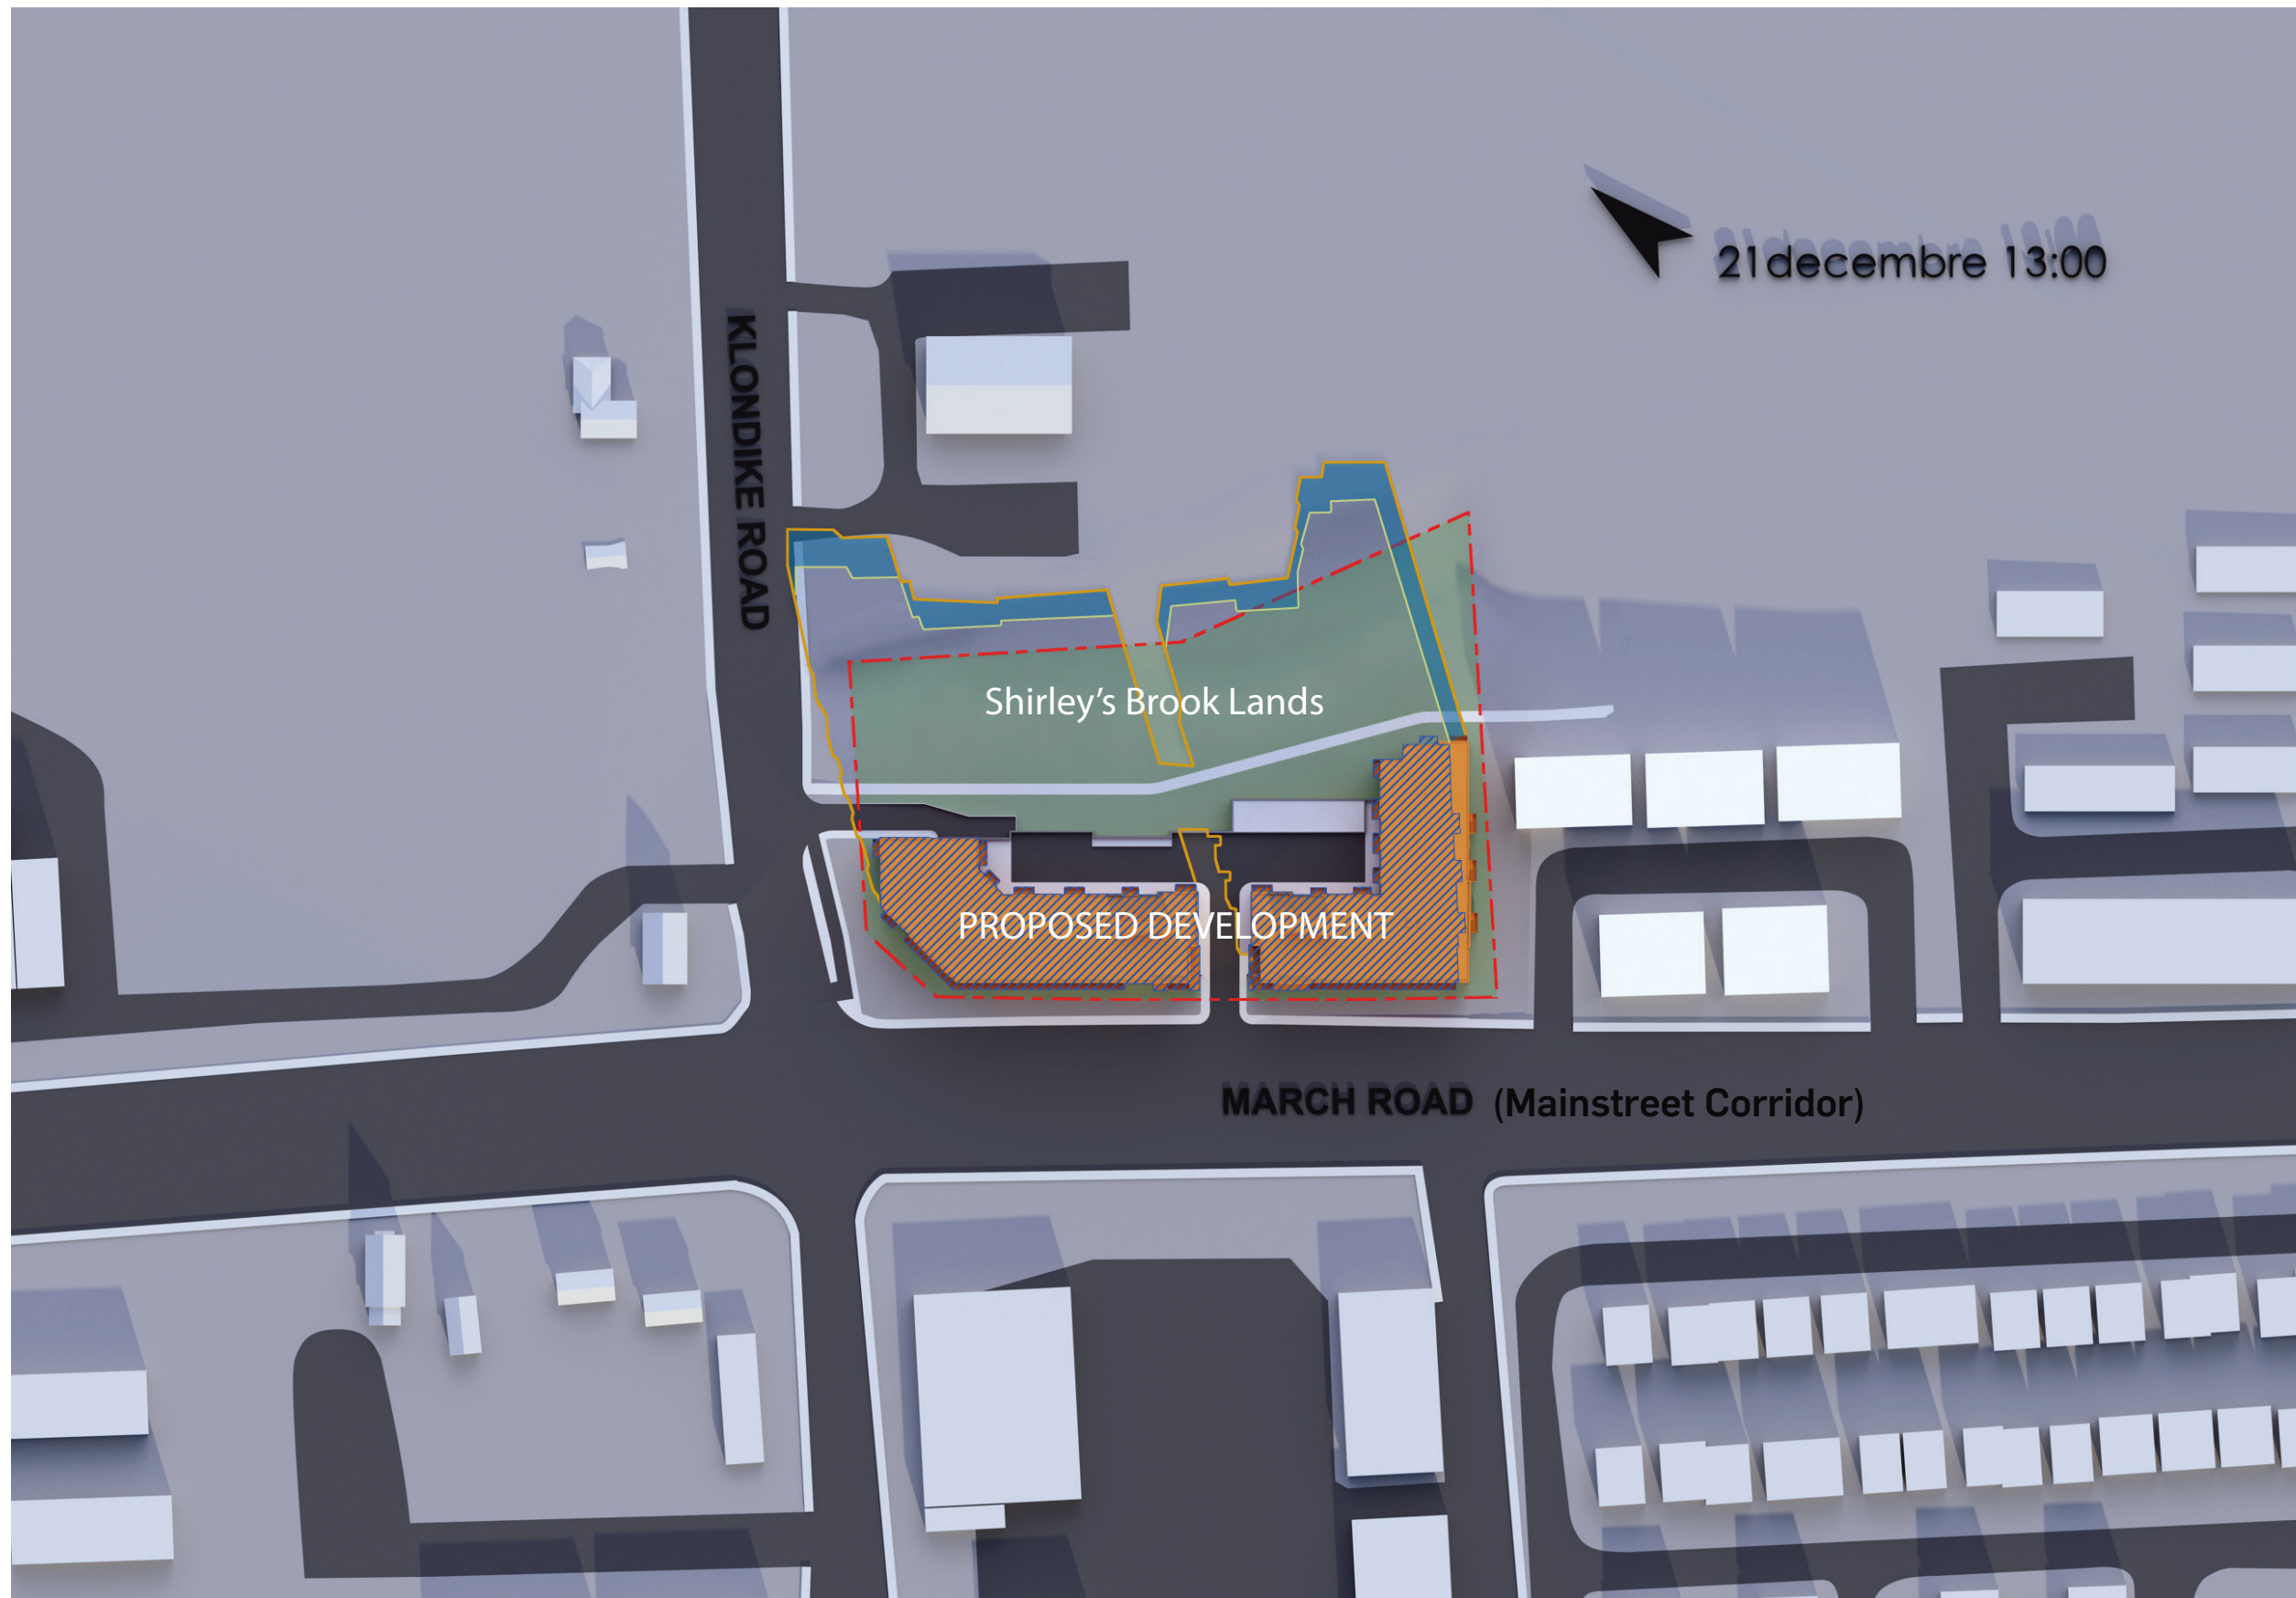 21decembre 13:00
KLONDIKE ROAD
Shirley's Brook Lands
PROPOSED DEVELOPMENT
MARCH ROAD (Mainstreet Corridor)